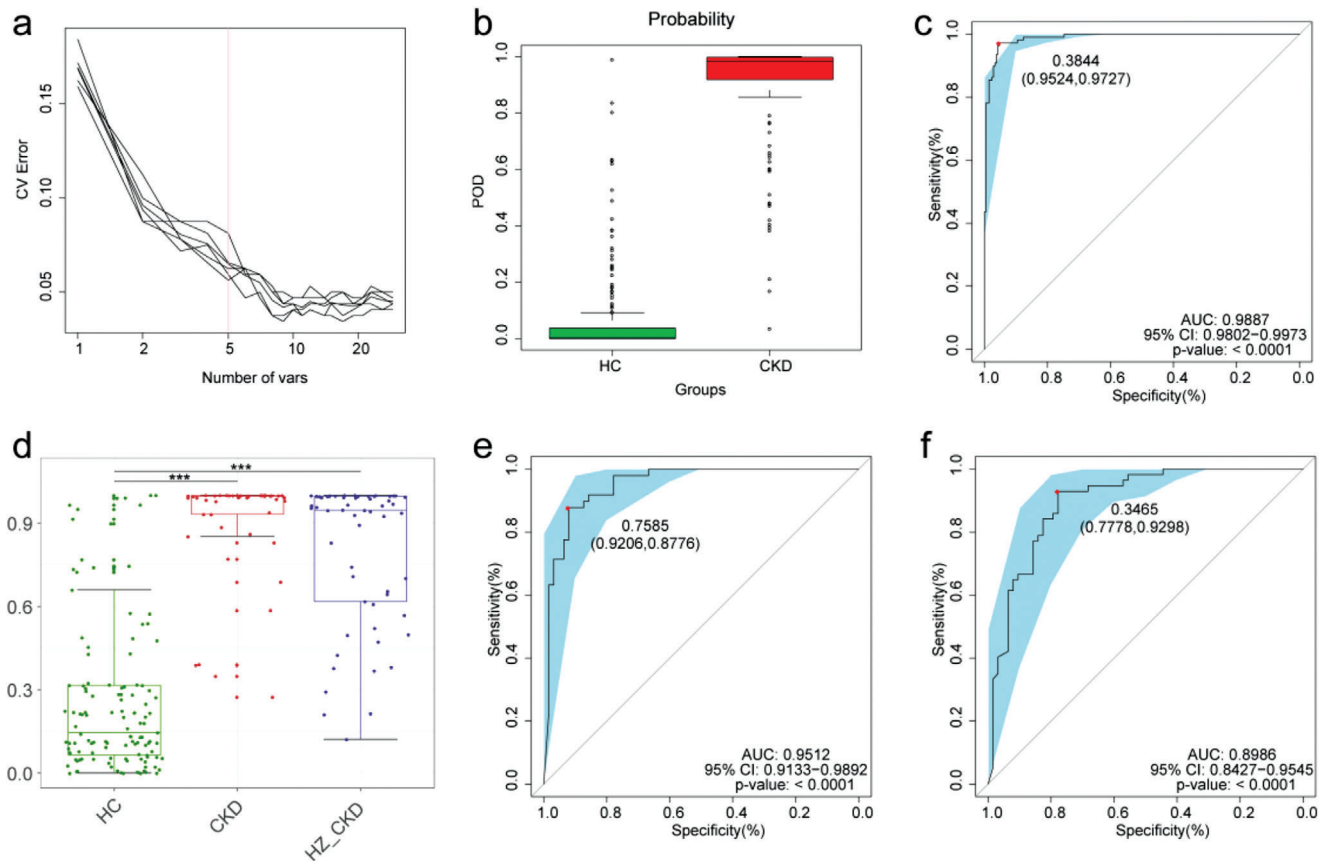 a
0.15
0.10
0.05
CV Error
1
2
5
10
20
Number of vars
b
Probability
1.0
0.8
0.6
0.4
0.2
0.0
POD
HC
CKD
Groups
c
1.0
0.8
0.6
0.4
0.2
0.0
Sensitivity(%)
0.3844
(0.9524,0.9727)
AUC: 0.9887
95% CI: 0.9802−0.9973
p-value: < 0.0001
1.0
0.8
0.6
0.4
0.2
0.0
Specificity(%)
d
***
***
0.9
0.6
0.3
0.0
HC
CKD
HZ_CKD
e
1.0
0.8
0.6
0.4
0.2
0.0
Sensitivity(%)
0.7585
(0.9206,0.8776)
AUC: 0.9512
95% CI: 0.9133−0.9892
p-value: < 0.0001
1.0
0.8
0.6
0.4
0.2
0.0
Specificity(%)
f
1.0
0.8
0.6
0.4
0.2
0.0
Sensitivity(%)
0.3465
(0.7778,0.9298)
AUC: 0.8986
95% CI: 0.8427−0.9545
p-value: < 0.0001
1.0
0.8
0.6
0.4
0.2
0.0
Specificity(%)